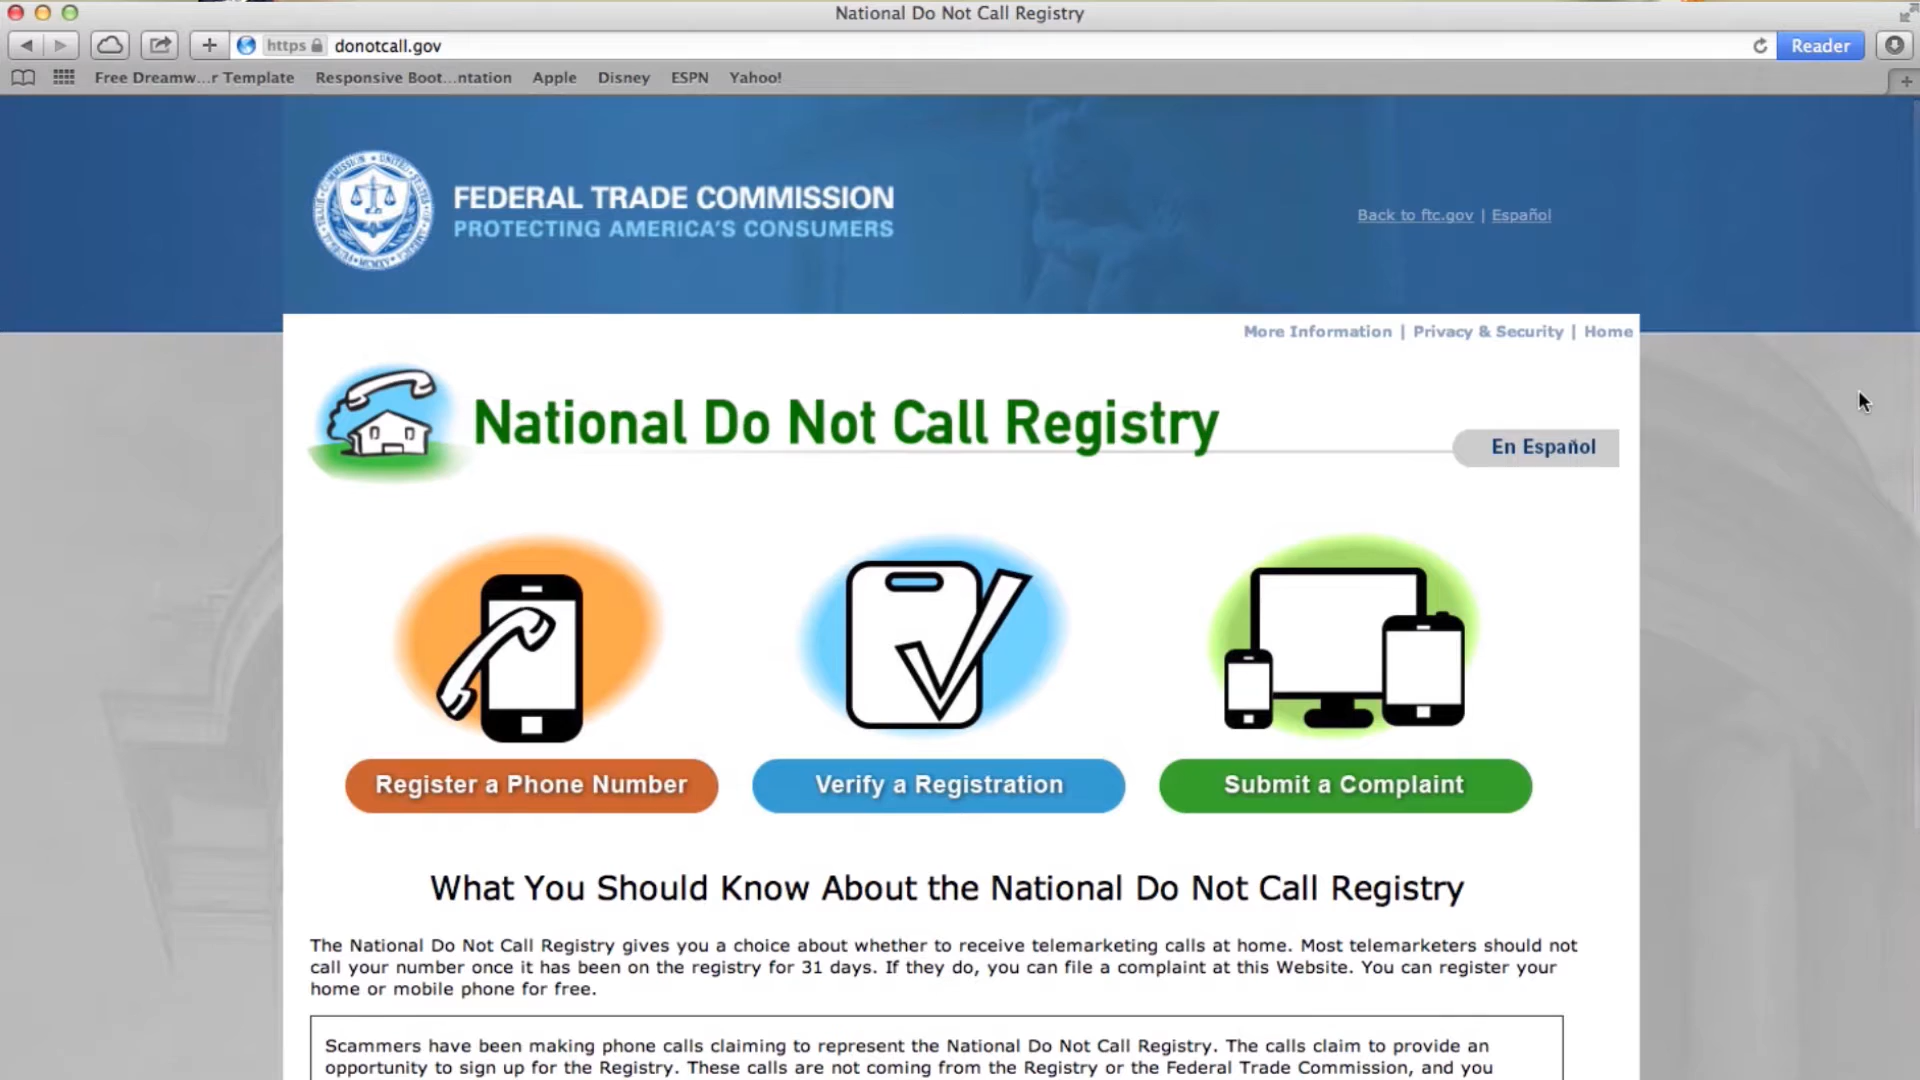 National Do Not Call Registry
https donotcall.gov Reader
Free Dreamw...r Template Responsive Boot...ntation Apple Disney ESPN Yahoo!
FEDERAL TRADE COMMISSION
PROTECTING AMERICA'S CONSUMERS
Back to ftc.gov | Español
More Information | Privacy & Security | Home
National Do Not Call Registry
En Español
Register a Phone Number
Verify a Registration
Submit a Complaint
What You Should Know About the National Do Not Call Registry
The National Do Not Call Registry gives you a choice about whether to receive telemarketing calls at home. Most telemarketers should not
call your number once it has been on the registry for 31 days. If they do, you can file a complaint at this Website. You can register your
home or mobile phone for free.
Scammers have been making phone calls claiming to represent the National Do Not Call Registry. The calls claim to provide an
opportunity to sign up for the Registry. These calls are not coming from the Registry or the Federal Trade Commission, and you